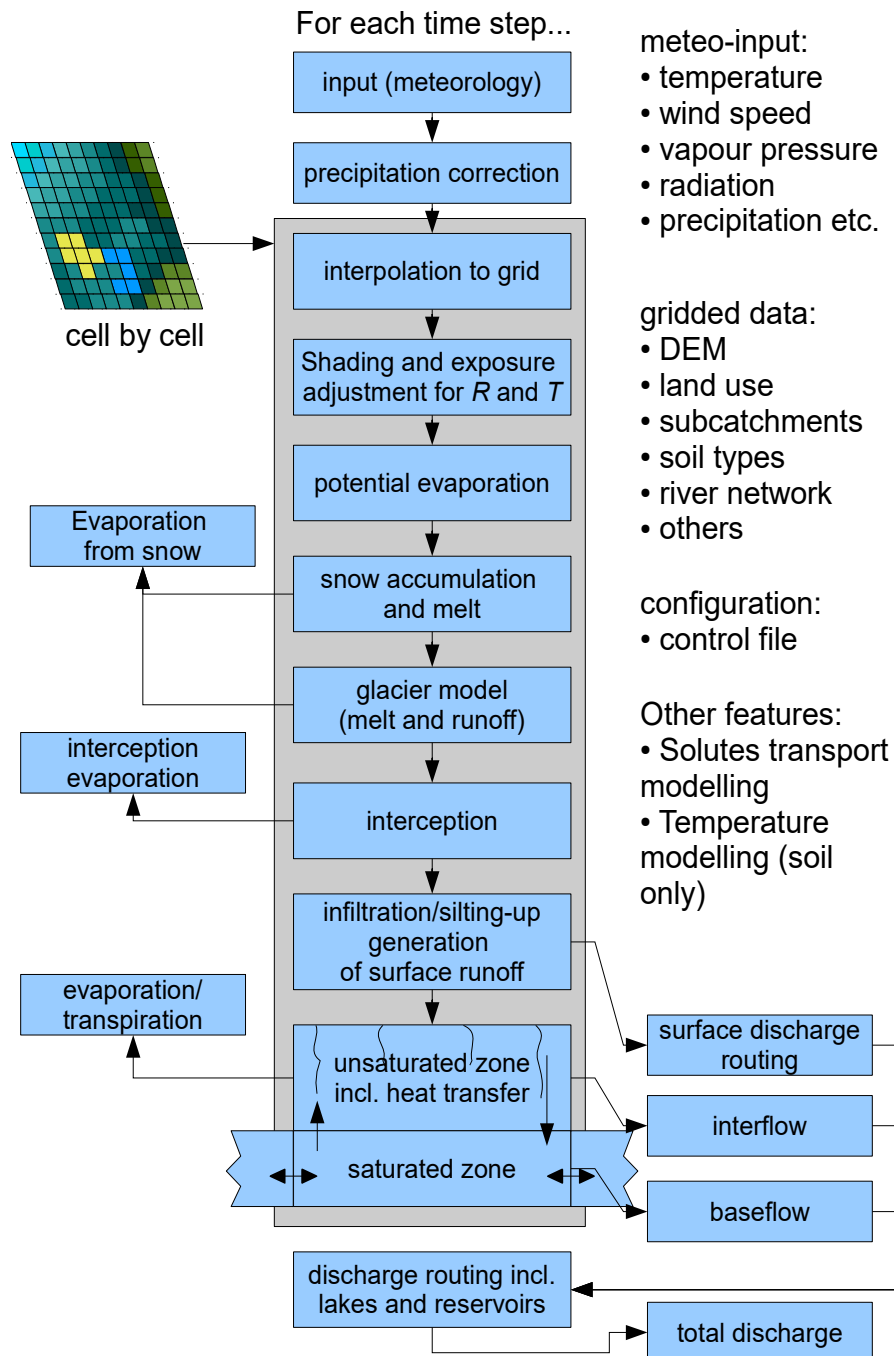 For each time step...
input (meteorology)
precipitation correction
cell by cell
interpolation to grid
Shading and exposure
adjustment for R and T
potential evaporation
Evaporation
from snow
snow accumulation
and melt
glacier model
(melt and runoff)
interception
evaporation
interception
infiltration/silting-up
generation
of surface runoff
evaporation/
transpiration
unsaturated zone
incl. heat transfer
saturated zone
surface discharge
routing
interflow
baseflow
discharge routing incl.
lakes and reservoirs
total discharge
meteo-input:
• temperature
• wind speed
• vapour pressure
• radiation
• precipitation etc.
gridded data:
• DEM
• land use
• subcatchments
• soil types
• river network
• others
configuration:
• control file
Other features:
• Solutes transport
modelling
• Temperature
modelling (soil
only)